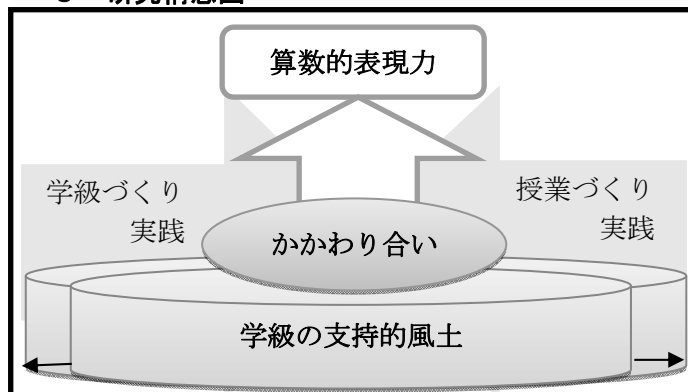 算数的表現力
学級づくり
実践
授業づくり
実践
かかわり合い
学級の支持的風土